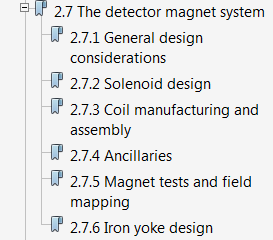 2.7 The detector magnet system
2.7.1 General design
considerations
2.7.2 Solenoid design
2.7.3 Coil manufacturing and
assembly
2.7.4 Ancillaries
2.7.5 Magnet tests and field
mapping
2.7.6 Iron yoke design